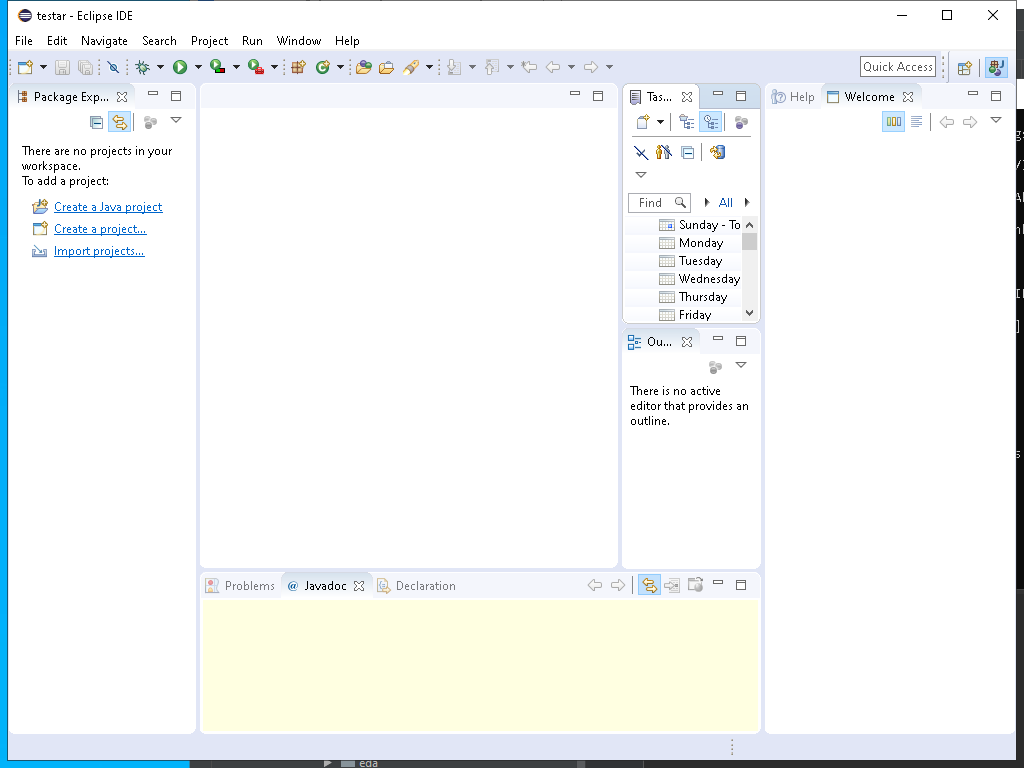 testar - Eclipse IDE
File Edit Navigate Search Project Run Window Help
Quick Access
Package Exp...
There are no projects in your
workspace.
To add a project:
Create a Java project
Create a project...
Import projects...
Tas...
Find
All
Sunday - To
Monday
Tuesday
Wednesday
Thursday
Friday
Ou...
There is no active
editor that provides an
outline.
Help
Welcome
Problems
@ Javadoc
Declaration
eda